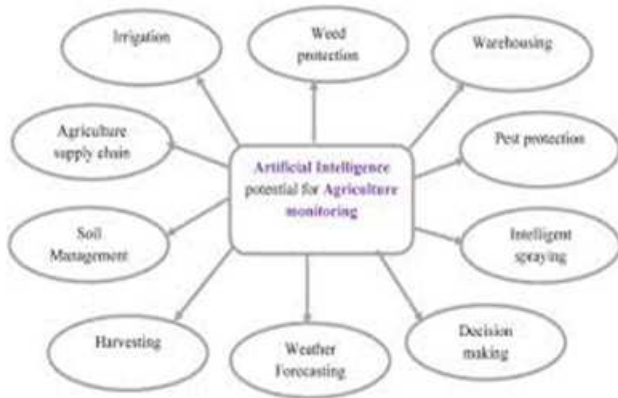 Irrigation
Weed
protection
Warehousing
Agriculture
supply chain
Artificial Intelligence
potential for Agriculture
monitoring
Pest protection
Soil
Management
Intelligent
spraying
Harvesting
Weather
Forecasting
Decision
making